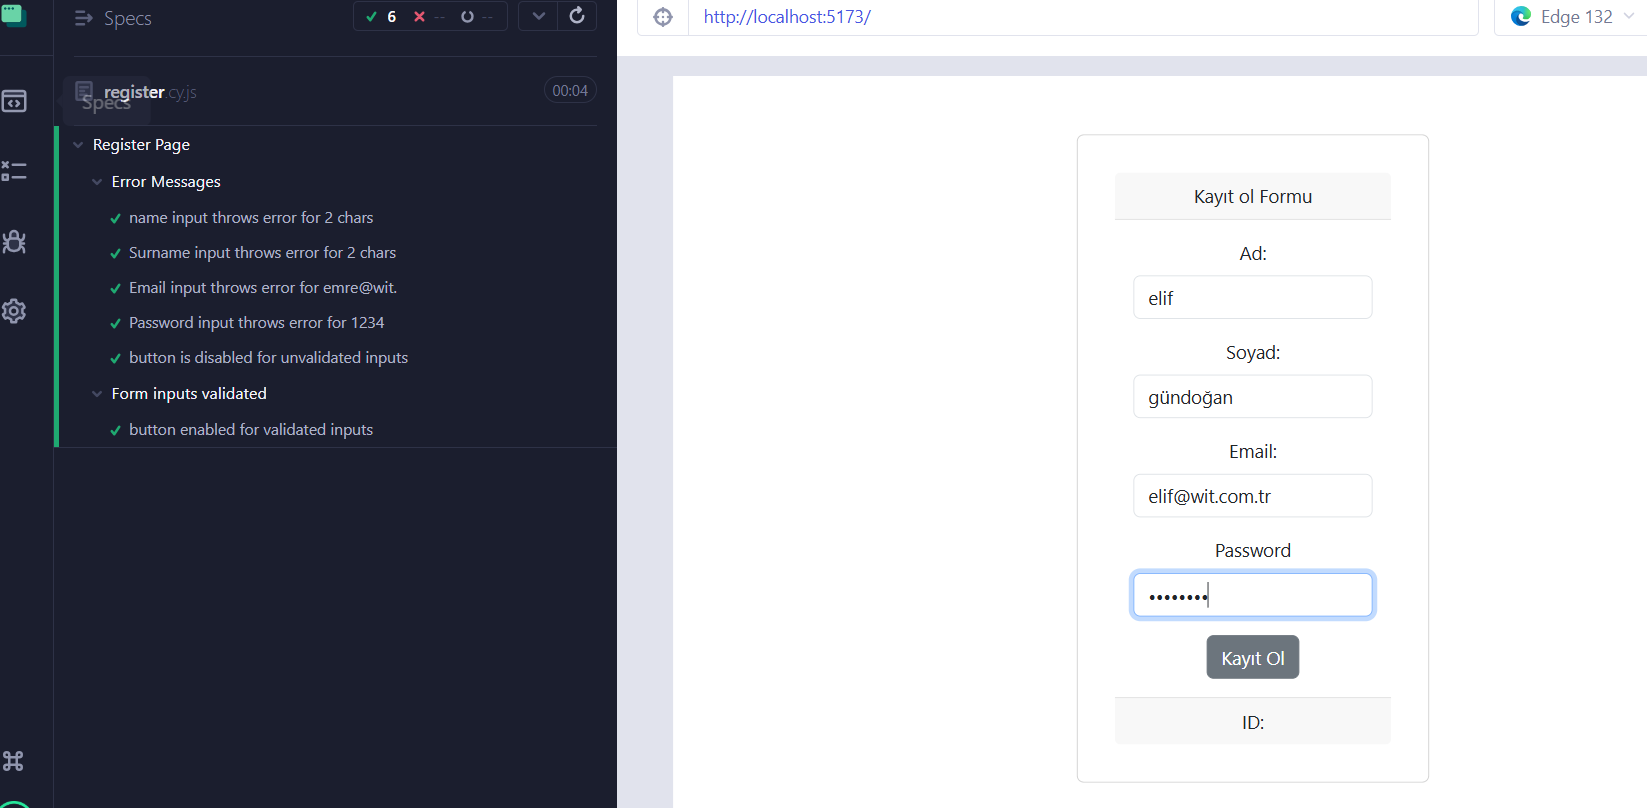 Specs
6 -- --
register.cy.js
00:04
Specs
Register Page
Error Messages
name input throws error for 2 chars
Surname input throws error for 2 chars
Email input throws error for emre@wit.
Password input throws error for 1234
button is disabled for unvalidated inputs
Form inputs validated
button enabled for validated inputs
http://localhost:5173/
Edge 132
Kayıt ol Formu
Ad:
elif
Soyad:
gündoğan
Email:
elif@wit.com.tr
Password
••••••••
Kayıt Ol
ID: